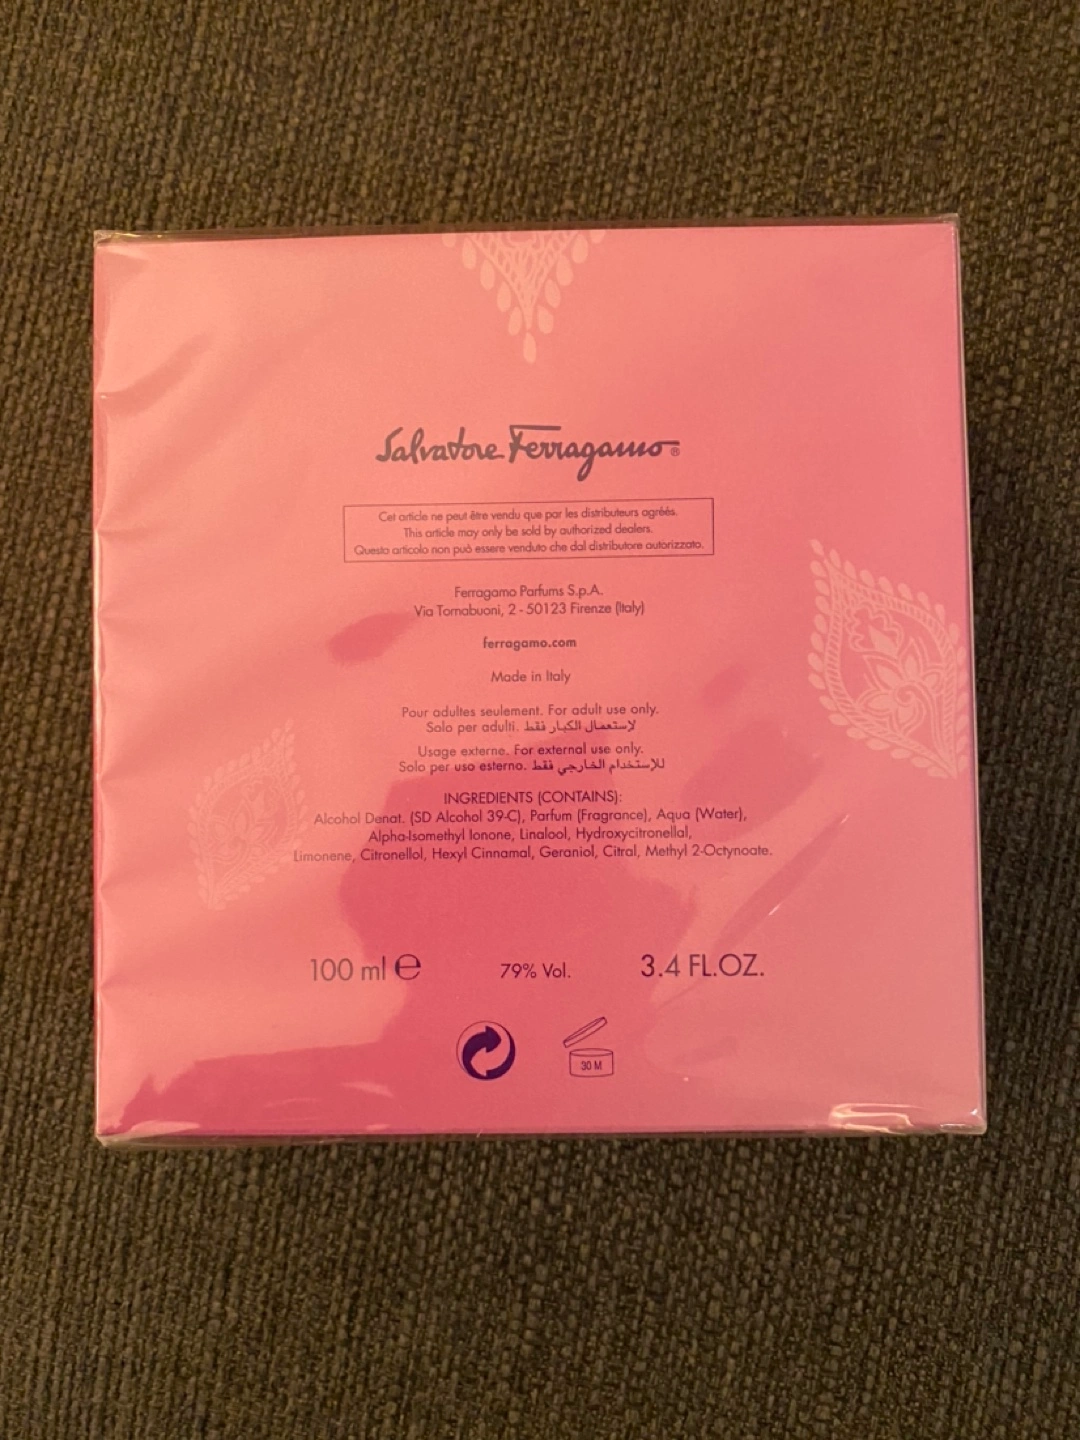 Salvatore Ferragamo®
Cet article ne peut être vendu que par les distributeurs agréés.
This article may only be sold by authorized dealers.
Questo articolo non può essere venduto che dal distributore autorizzato.
Ferragamo Parfums S.p.A.
Via Tornabuoni, 2 - 50123 Firenze (Italy)
ferragamo.com
Made in Italy
Pour adultes seulement. For adult use only.
Solo per adulti. لإستعمال الكبار فقط
Usage externe. For external use only.
Solo per uso esterno. للإستخدام الخارجي فقط
INGREDIENTS (CONTAINS):
Alcohol Denat. (SD Alcohol 39-C), Parfum (Fragrance), Aqua (Water),
Alpha-Isomethyl Ionone, Linalool, Hydroxycitronellal,
Limonene, Citronellol, Hexyl Cinnamal, Geraniol, Citral, Methyl 2-Octynoate.
100 ml ℮ 79% Vol. 3.4 FL.OZ.
30 M